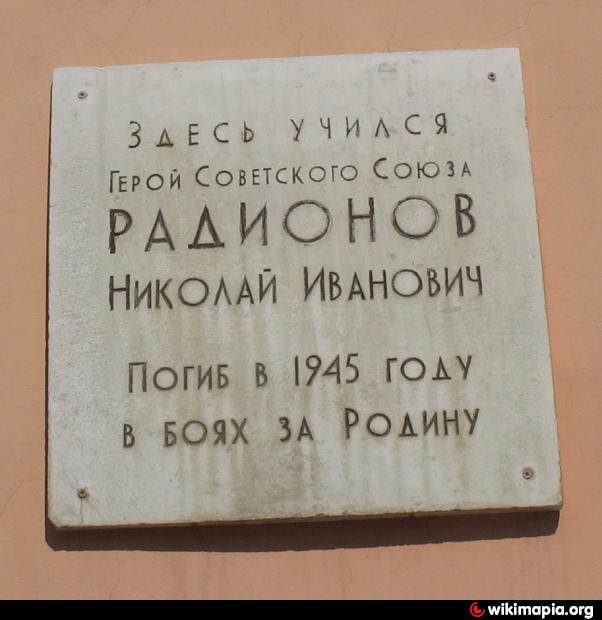 Здесь учился
Герой Советского Союза
РАДИОНОВ
Николай Иванович
Погиб в 1945 году
в боях за Родину
wikimapia.org